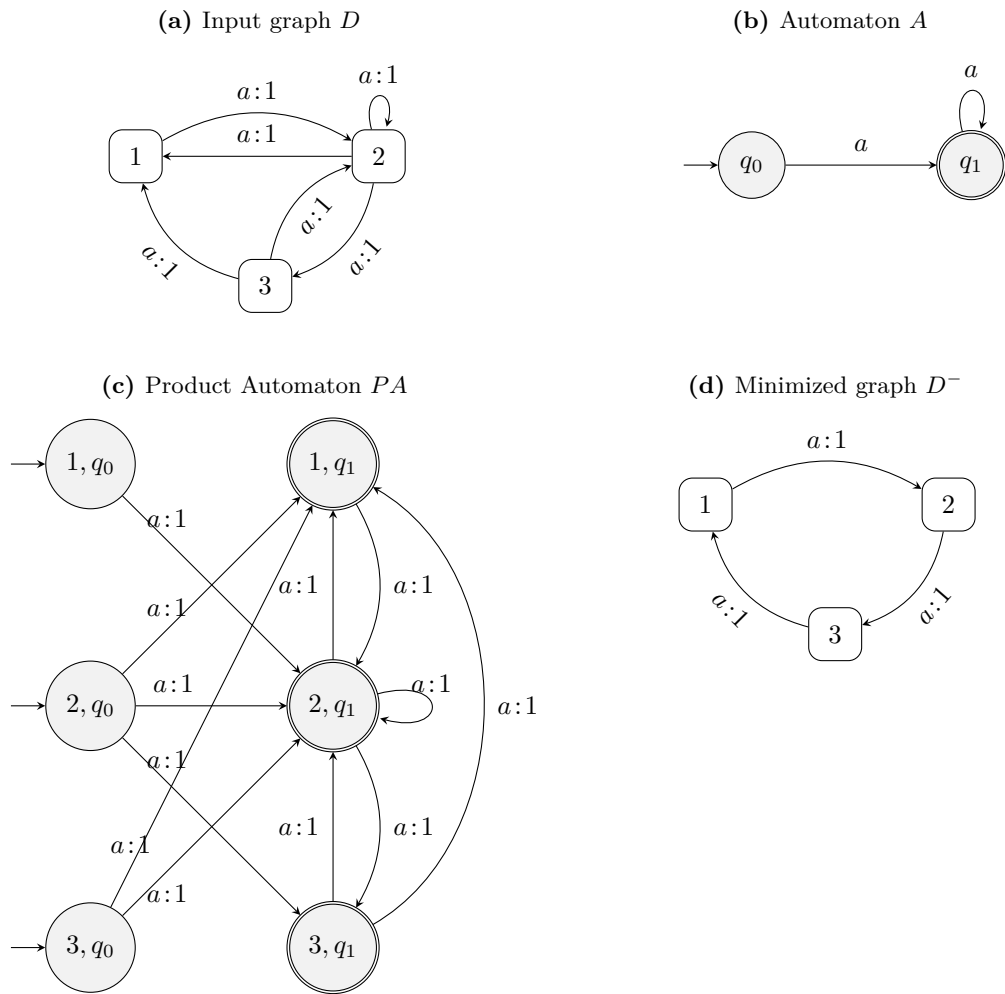 (a) Input graph D
(b) Automaton A
a:1
a:1
a
a:1
1
2
q0
a
q1
a:1
a:1
a:1
3
(c) Product Automaton PA
(d) Minimized graph D−
a:1
1, q0
1, q1
1
2
a:1
a:1
a:1
a:1
a:1
a:1
3
a:1
2, q0
a:1
2, q1
a:1
a:1
a:1
a:1
a:1
a:1
a:1
3, q0
3, q1